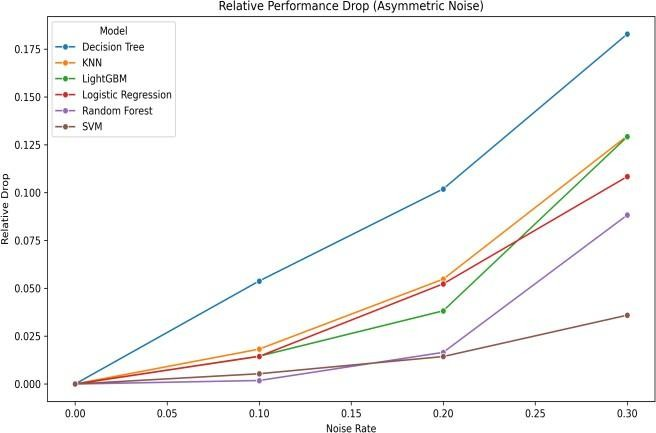 Relative Performance Drop (Asymmetric Noise)
Model
Decision Tree
KNN
LightGBM
Logistic Regression
Random Forest
SVM
Relative Drop
0.175
0.150
0.125
0.100
0.075
0.050
0.025
0.000
0.00 0.05 0.10 0.15 0.20 0.25 0.30
Noise Rate